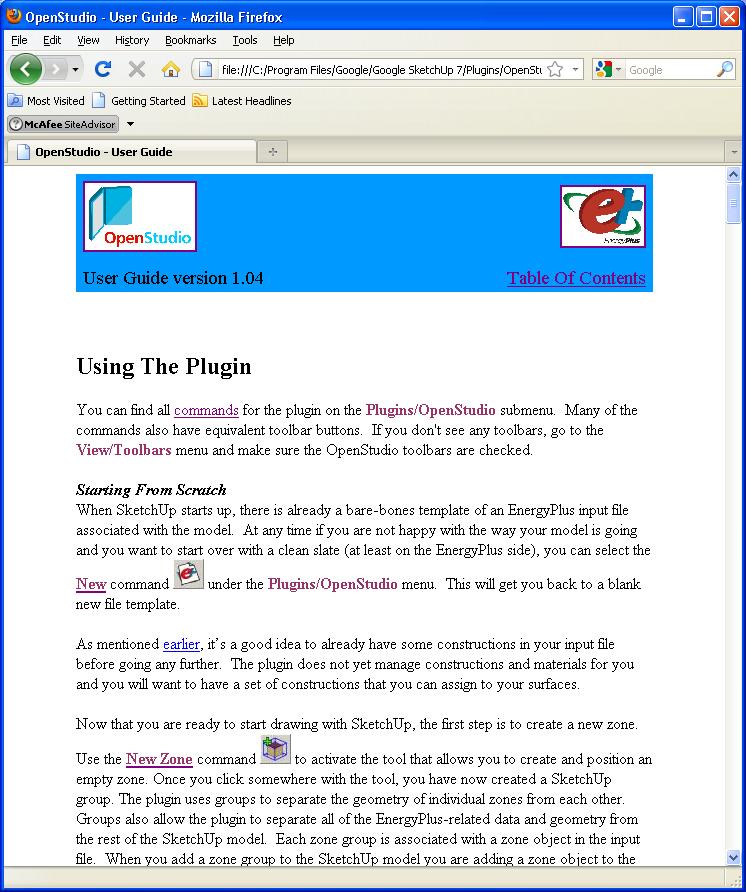 OpenStudio - User Guide - Mozilla Firefox
File Edit View History Bookmarks Tools Help
file:///C:/Program Files/Google/Google SketchUp 7/Plugins/OpenStu
Google
Most Visited Getting Started Latest Headlines
McAfee SiteAdvisor
OpenStudio - User Guide
OpenStudio
et EnergyPlus
User Guide version 1.04 Table Of Contents
Using The Plugin
You can find all commands for the plugin on the Plugins/OpenStudio submenu. Many of the
commands also have equivalent toolbar buttons. If you don't see any toolbars, go to the
View/Toolbars menu and make sure the OpenStudio toolbars are checked.
Starting From Scratch
When SketchUp starts up, there is already a bare-bones template of an EnergyPlus input file
associated with the model. At any time if you are not happy with the way your model is going
and you want to start over with a clean slate (at least on the EnergyPlus side), you can select the
New command e under the Plugins/OpenStudio menu. This will get you back to a blank
new file template.
As mentioned earlier, it's a good idea to already have some constructions in your input file
before going any further. The plugin does not yet manage constructions and materials for you
and you will want to have a set of constructions that you can assign to your surfaces.
Now that you are ready to start drawing with SketchUp, the first step is to create a new zone.
Use the New Zone command to activate the tool that allows you to create and position an
empty zone. Once you click somewhere with the tool, you have now created a SketchUp
group. The plugin uses groups to separate the geometry of individual zones from each other.
Groups also allow the plugin to separate all of the EnergyPlus-related data and geometry from
the rest of the SketchUp model. Each zone group is associated with a zone object in the input
file. When you add a zone group to the SketchUp model you are adding a zone object to the